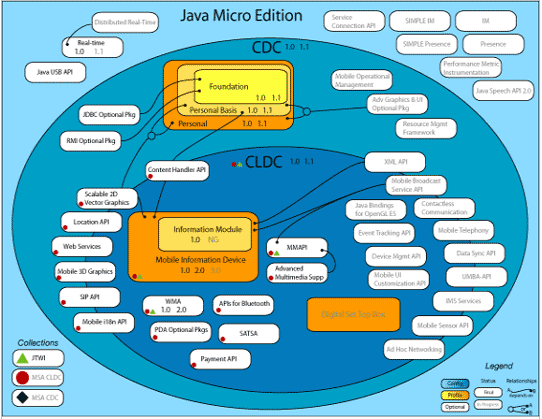 Java Micro Edition
Distributed Real-Time
Real-time
1.0 1.1
Java USB API
Service
Connection API
SIMPLE IM
IM
SIMPLE Presence
Presence
Performance Metric
Instrumentation
Java Speech API 2.0
CDC 1.0 1.1
Foundation
1.0 1.1
Personal Basis 1.0 1.1
Personal 1.0 1.1
JDBC Optional Pkg
RMI Optional Pkg
Mobile Operational
Management
Adv Graphics & UI
Optional Pkg
Resource Mgmt
Framework
CLDC 1.0 1.1
Content Handler API
XML API
Mobile Broadcast
Service API
Scalable 2D
Vector Graphics
Location API
Web Services
Mobile 3D Graphics
SIP API
Mobile i18n API
Information Module
1.0 NG
Mobile Information Device
1.0 2.0 3.0
MMAPI
Advanced
Multimedia Supp
Java Bindings
for OpenGL ES
Contactless
Communication
Event Tracking API
Mobile Telephony
Device Mgmt API
Data Sync API
Mobile UI
Customization API
UMBA API
IMS Services
Mobile Sensor API
Ad Hoc Networking
Digital Set Top Box
WMA
1.0 2.0
APIs for Bluetooth
PDA Optional Pkgs
SATSA
Payment API
Collections
JTWI
MSA CLDC
MSA CDC
Legend
Config
Profile
Optional
Status
Final
In Progress
Relationships
A
B
depends on
A
B
C